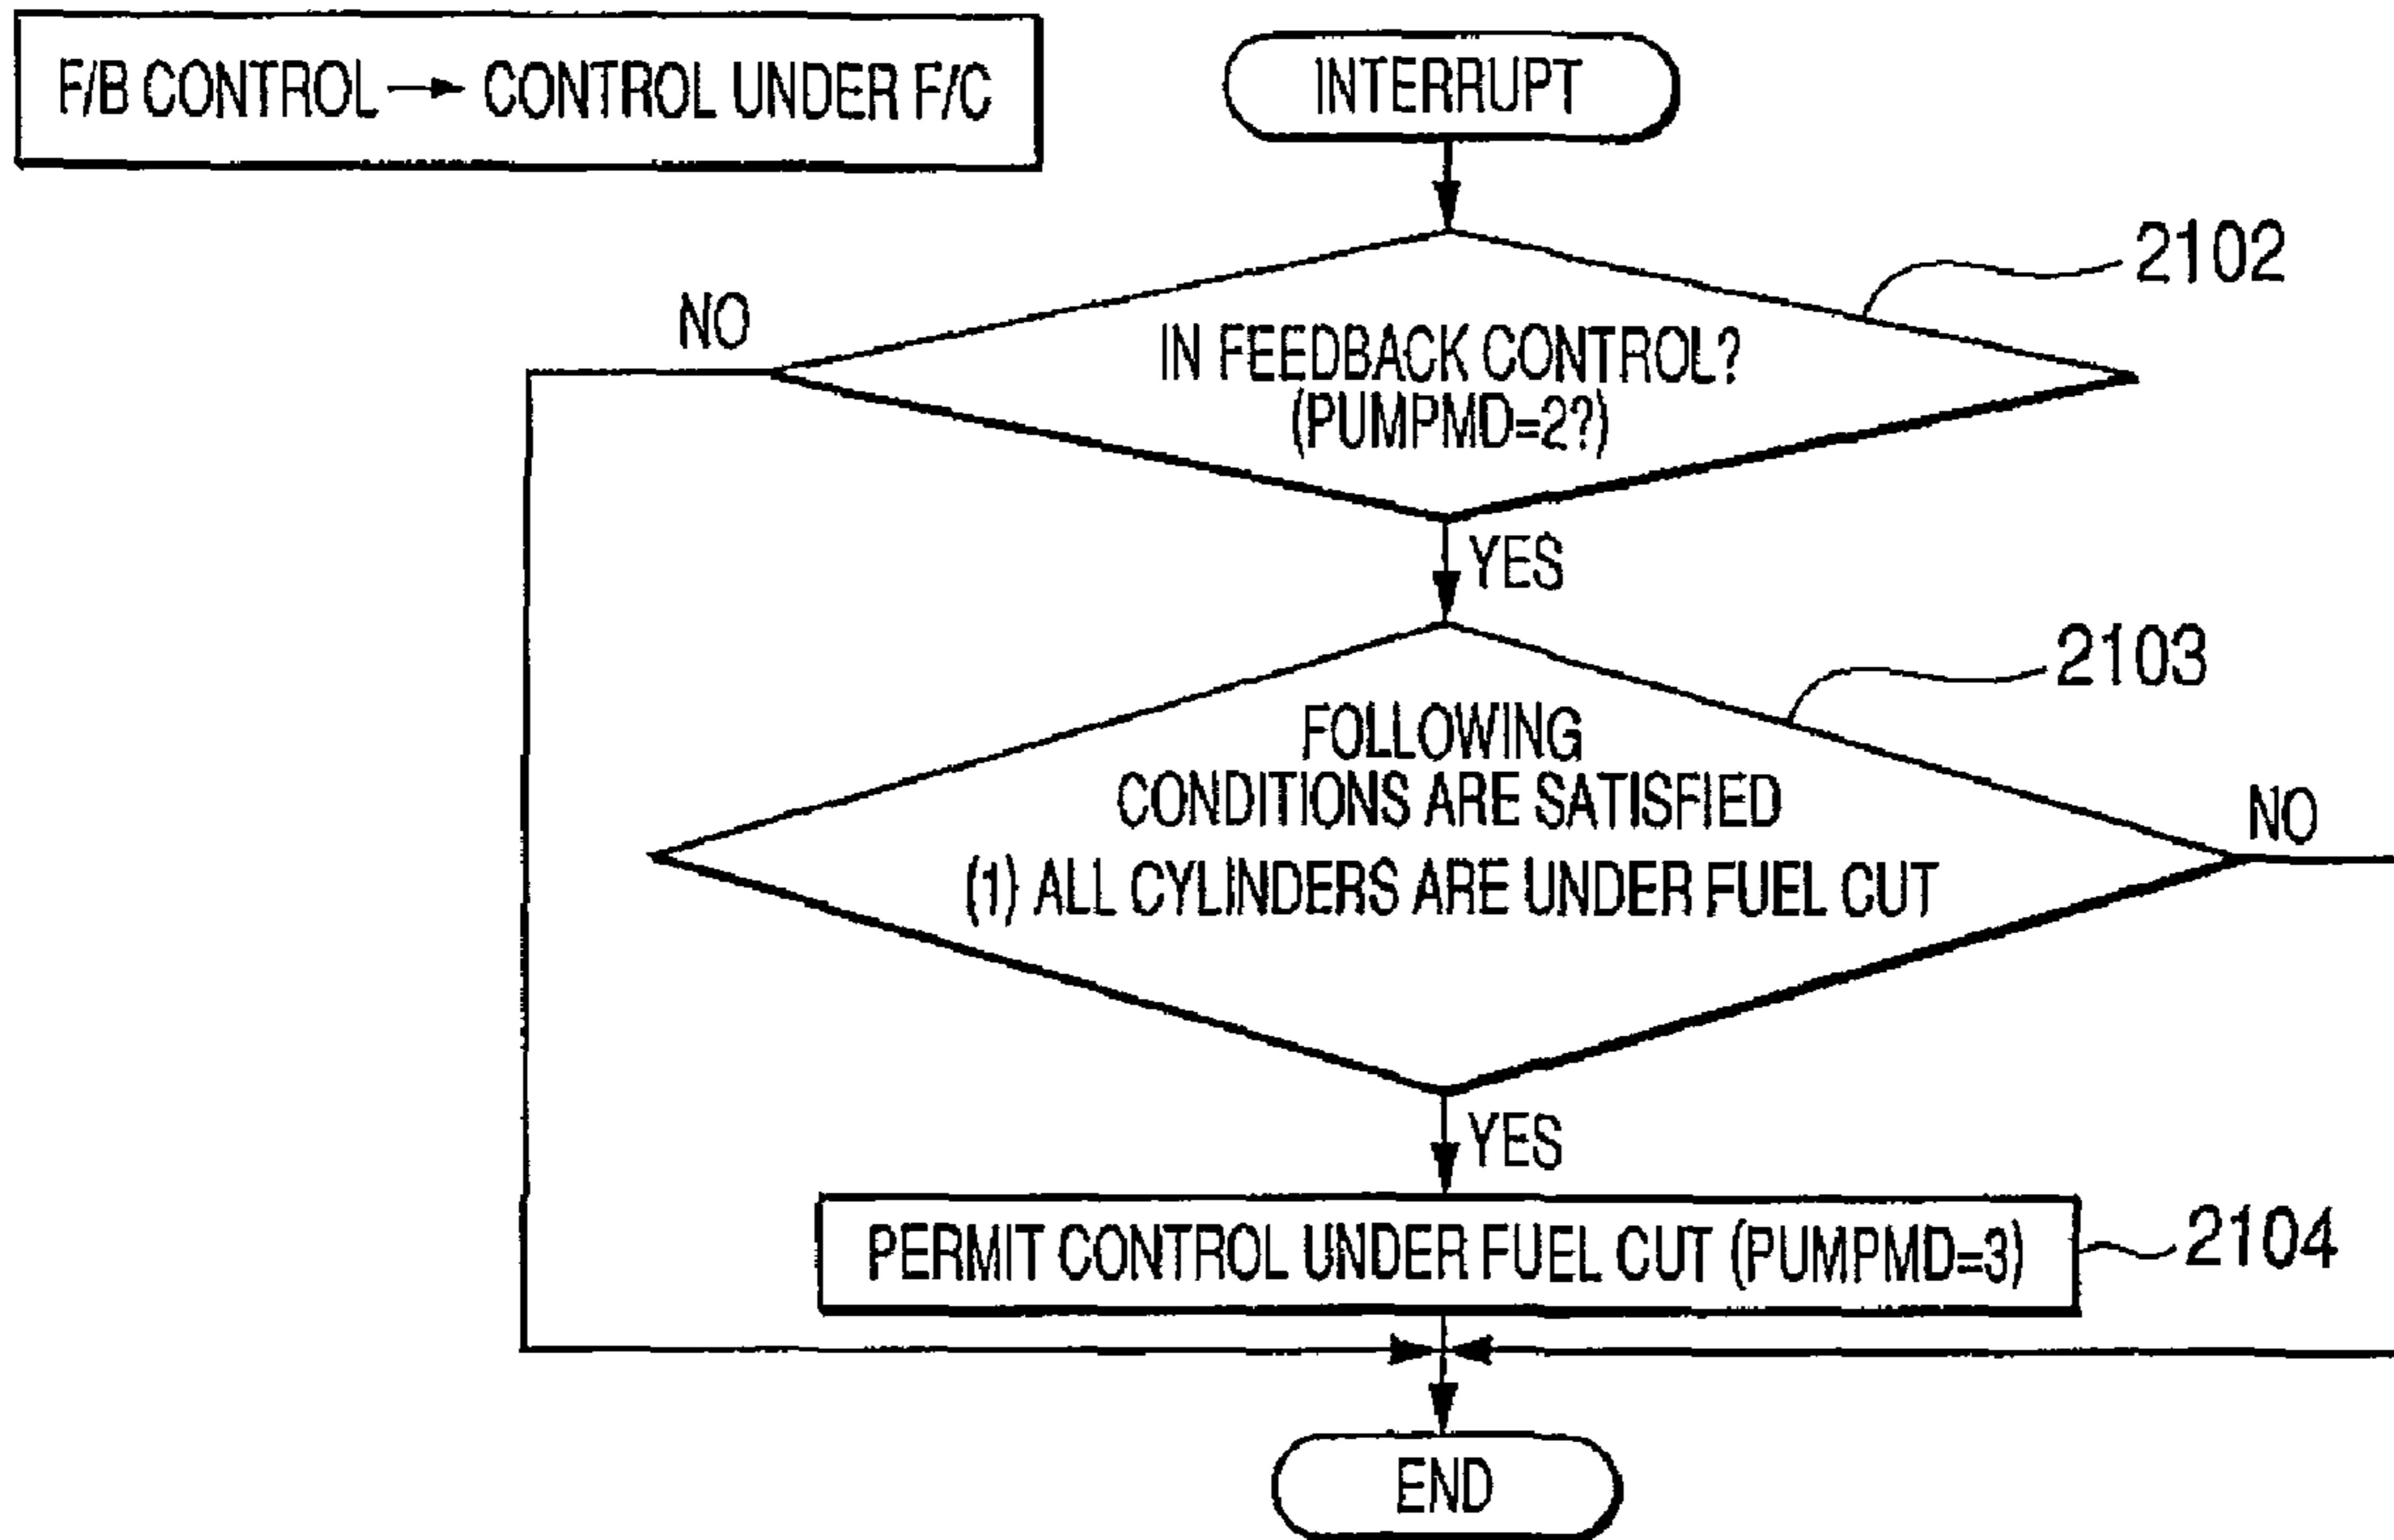 F/B CONTROL → CONTROL UNDER F/C
INTERRUPT
2102
NO
IN FEEDBACK CONTROL?
(PUMPMD=2?)
YES
2103
FOLLOWING
CONDITIONS ARE SATISFIED
NO
(1) ALL CYLINDERS ARE UNDER FUEL CUT
YES
PERMIT CONTROL UNDER FUEL CUT (PUMPMD=3)
2104
END